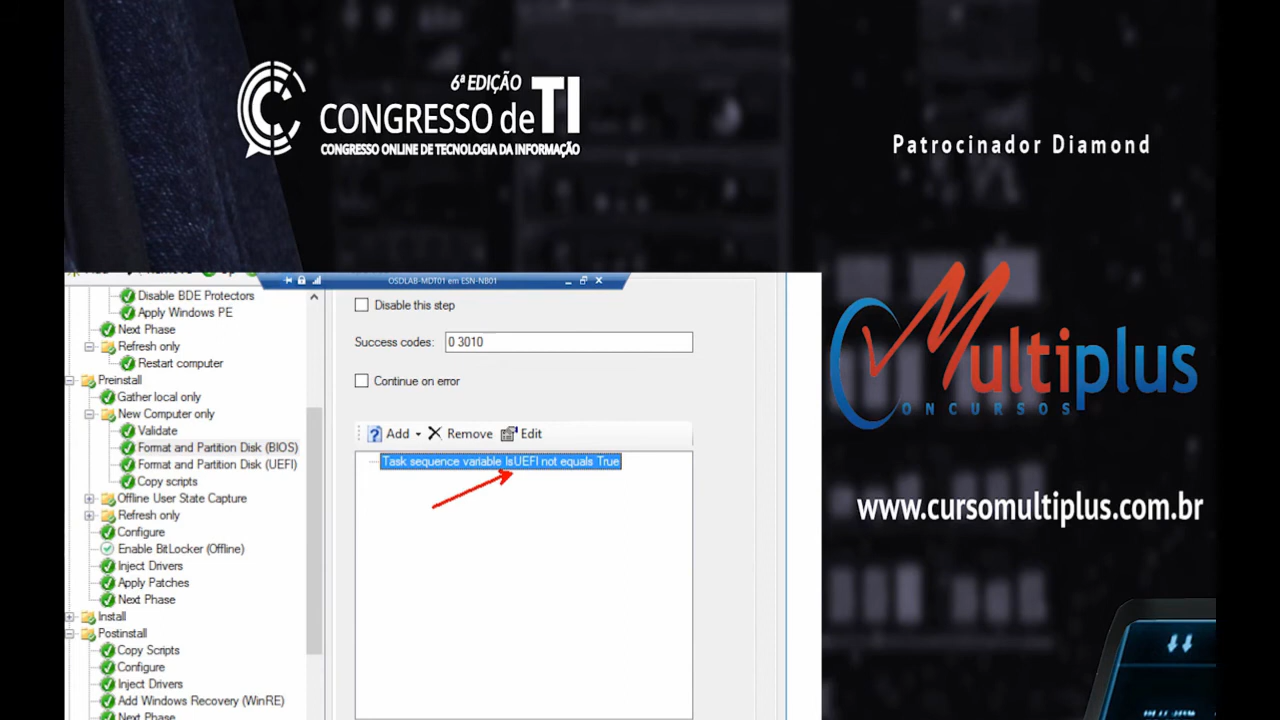 6ª EDIÇÃO
CONGRESSO de TI
CONGRESSO ONLINE DE TECNOLOGIA DA INFORMAÇÃO
Patrocinador Diamond
Multiplus
CONCURSOS
www.cursomultiplus.com.br
OSDLAB-MDT01 em ESN-NB01
Disable BDE Protectors
Apply Windows PE
Next Phase
Refresh only
Restart computer
Preinstall
Gather local only
New Computer only
Validate
Format and Partition Disk (BIOS)
Format and Partition Disk (UEFI)
Copy scripts
Offline User State Capture
Refresh only
Configure
Enable BitLocker (Offline)
Inject Drivers
Apply Patches
Next Phase
Install
Postinstall
Copy Scripts
Configure
Inject Drivers
Add Windows Recovery (WinRE)
Next Phase
Disable this step
Success codes: 0 3010
Continue on error
Add Remove Edit
Task sequence variable IsUEFI not equals True